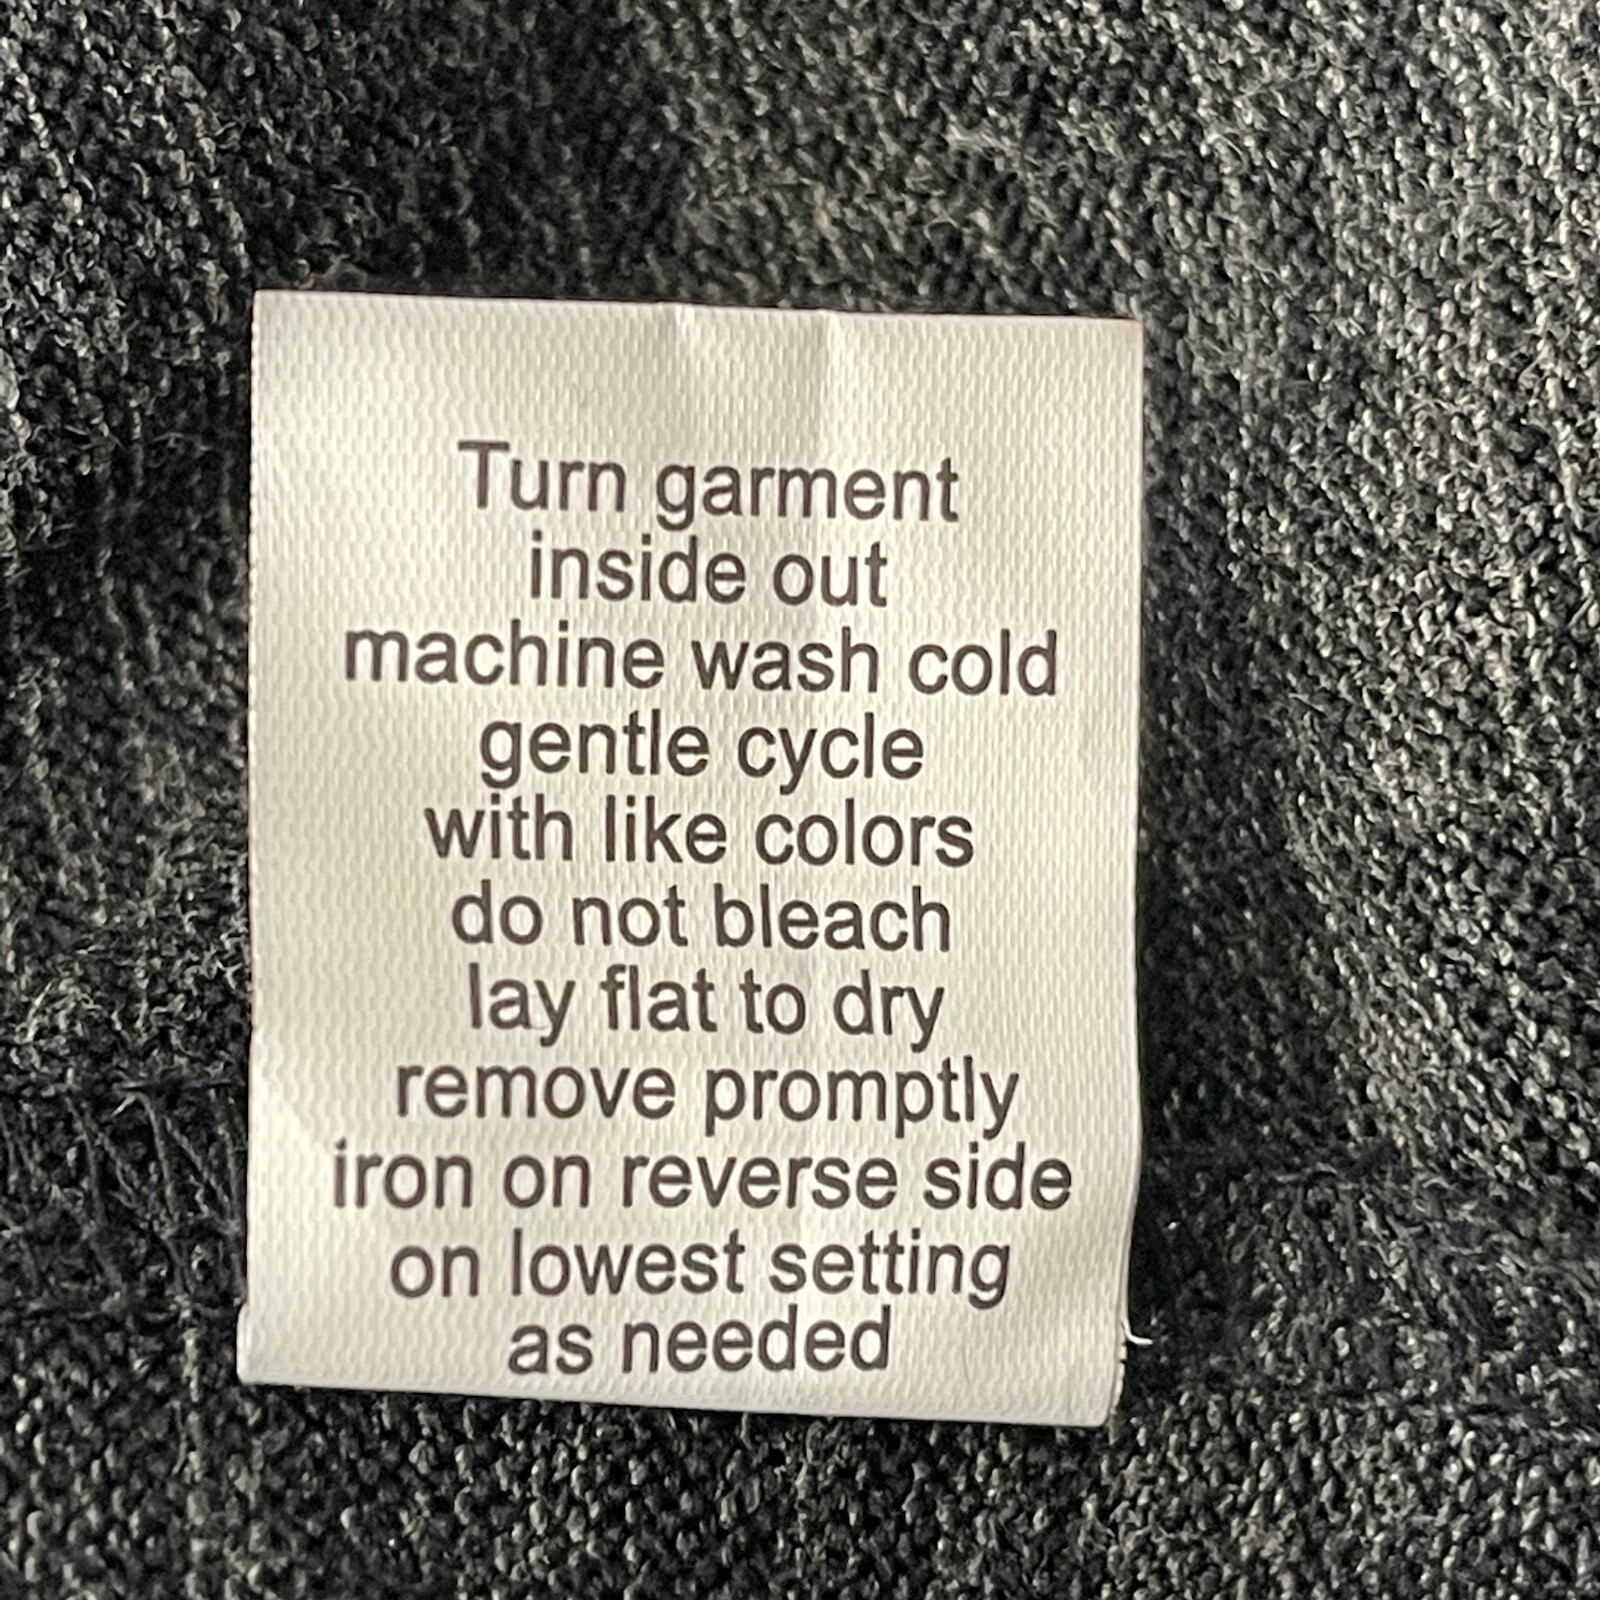 Turn garment
inside out
machine wash cold
gentle cycle
with like colors
do not bleach
lay flat to dry
remove promptly
iron on reverse side
on lowest setting
as needed